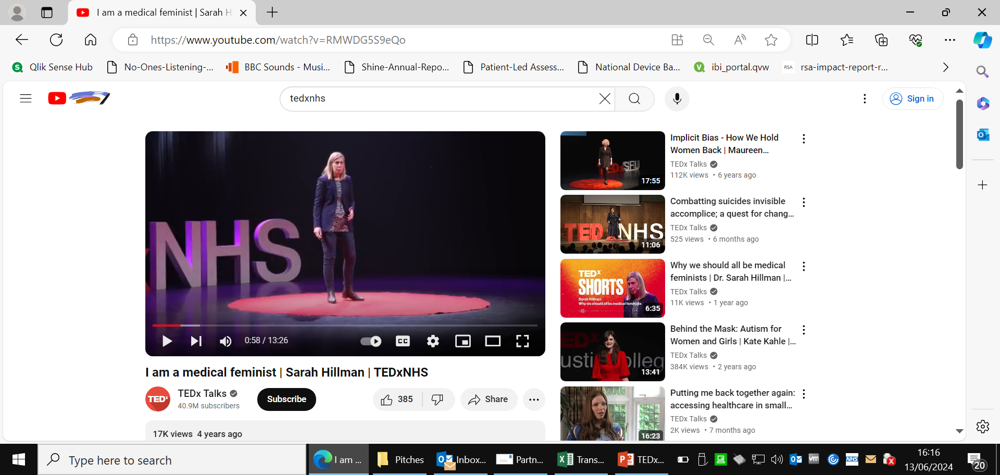 I am a medical feminist | Sarah H
https://www.youtube.com/watch?v=RMWDG5S9eQo
Qlik Sense Hub
No-Ones-Listening-...
BBC Sounds - Musi...
Shine-Annual-Repo...
Patient-Led Assess...
National Device Ba...
ibi_portal.qvw
RSA
rsa-impact-report-r...
tedxnhs
Sign in
NHS
0:58 / 13:26
CC
I am a medical feminist | Sarah Hillman | TEDxNHS
TEDx
TEDx Talks
40.9M subscribers
Subscribe
385
Share
17K views 4 years ago
TEDxSFU
17:55
Implicit Bias - How We Hold
Women Back | Maureen...
TEDx Talks
112K views • 6 years ago
TEDx NHS
11:06
Combatting suicides invisible
accomplice; a quest for chang...
TEDx Talks
525 views • 6 months ago
TEDx
SHORTS
Sarah Hillman
Why we should all be medical feminists
6:35
Why we should all be medical
feminists | Dr. Sarah Hillman |...
TEDx Talks
11K views • 1 year ago
EDx
ustin olleg
13:41
Behind the Mask: Autism for
Women and Girls | Kate Kahle |...
TEDx Talks
384K views • 2 years ago
16:23
Putting me back together again:
accessing healthcare in small...
TEDx Talks
2K views • 7 months ago
Type here to search
I am ...
Pitches
Inbox...
Partn...
Trans...
TEDx...
NHS
16:16
13/06/2024
20